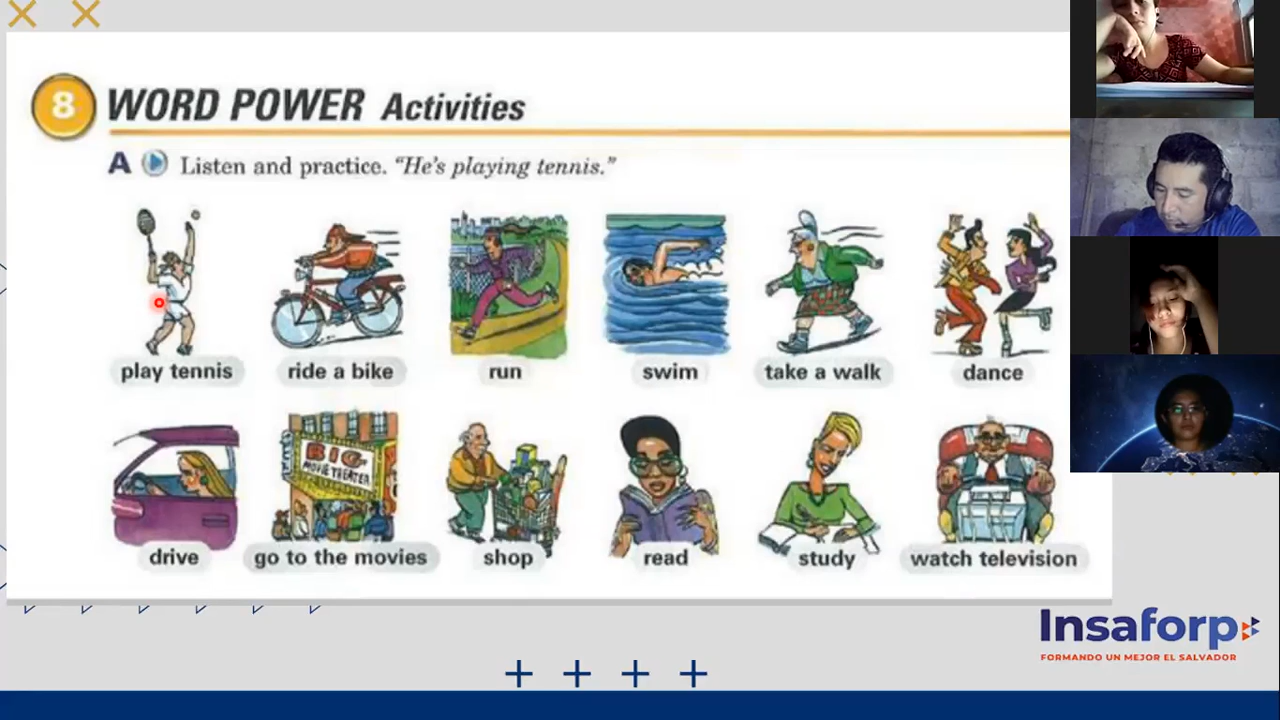 8 WORD POWER Activities
A Listen and practice. “He's playing tennis.”
play tennis ride a bike run swim take a walk dance
BIG
MOVIE THEATER
drive go to the movies shop read study watch television
Insaforp
FORMANDO UN MEJOR EL SALVADOR